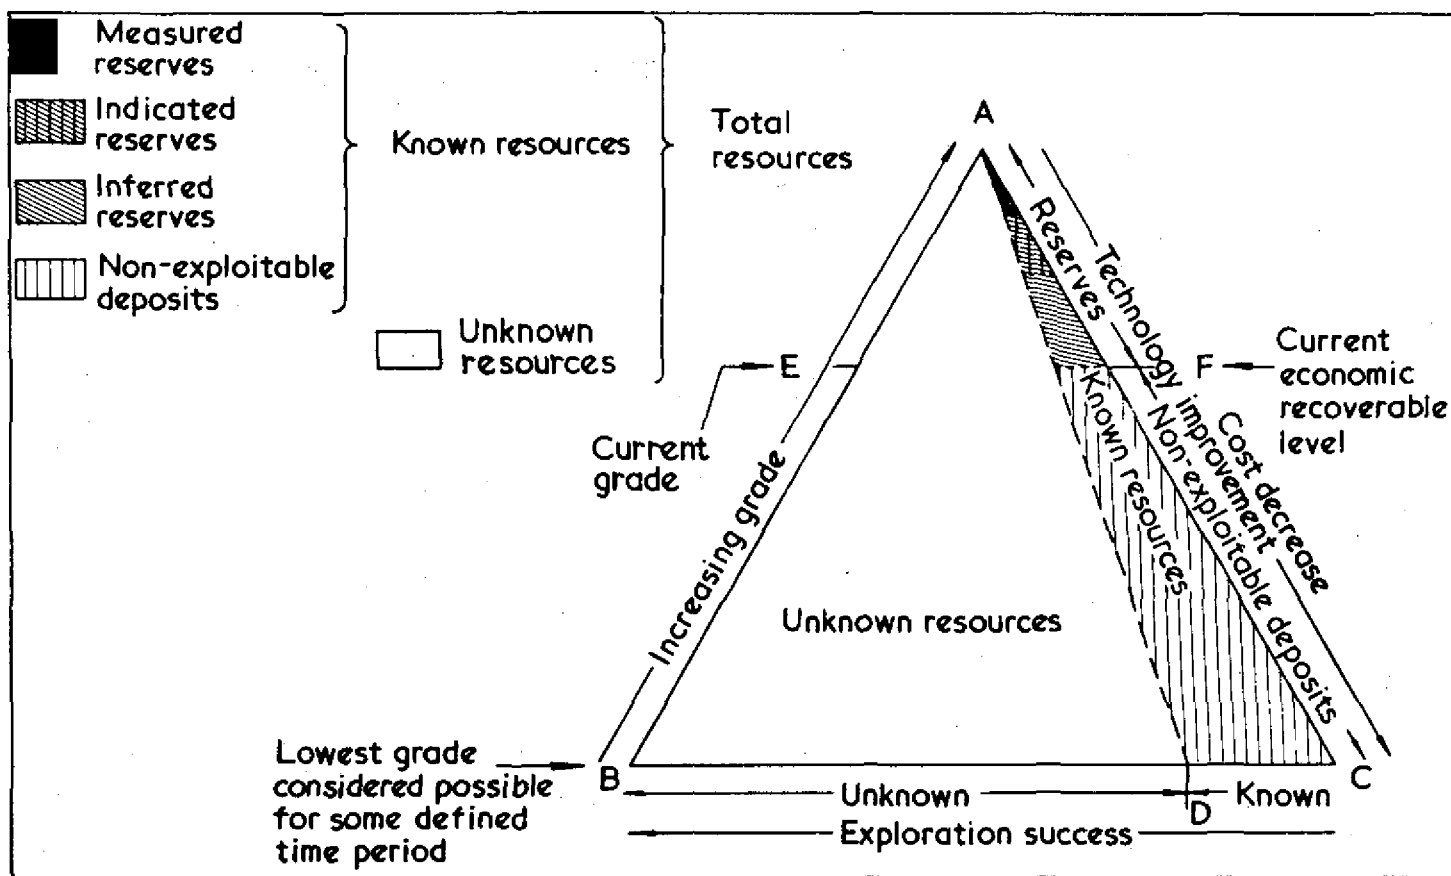 Measured
reserves
Indicated
reserves
Inferred
reserves
Non-exploitable
deposits
Known resources
Unknown
resources
Total
resources
A
Reserves
Technology improvement
Cost decrease
E
F
Current
economic
recoverable
level
Current
grade
Increasing grade
Known resources
Non-exploitable deposits
Unknown resources
Lowest grade
considered possible
for some defined
time period
B
C
Unknown
D
Known
Exploration success